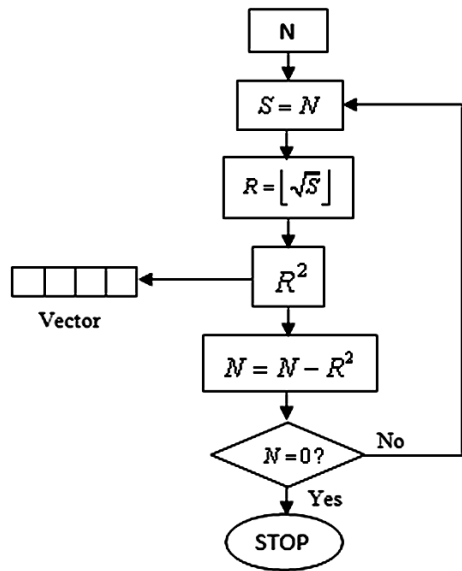 N
S = N
R = ⌊√S⌋
R²
Vector
N = N − R²
N = 0?
No
Yes
STOP